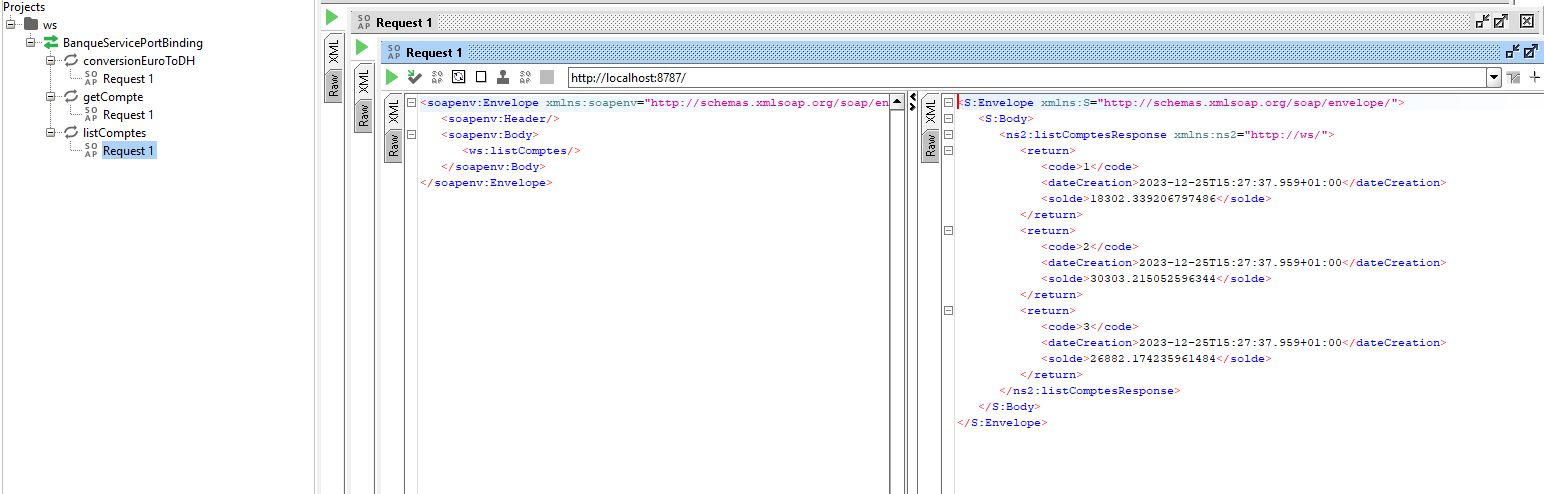 Projects
ws
BanqueServicePortBinding
conversionEuroToDH
SO AP Request 1
getCompte
SO AP Request 1
listComptes
SO AP Request 1
SO AP Request 1
XML
Raw
SO AP Request 1
XML
Raw
SO AP SO AP http://localhost:8787/
XML
Raw
<soapenv:Envelope xmlns:soapenv="http://schemas.xmlsoap.org/soap/en
<soapenv:Header/>
<soapenv:Body>
<ws:listComptes/>
</soapenv:Body>
</soapenv:Envelope>
XML
Raw
<S:Envelope xmlns:S="http://schemas.xmlsoap.org/soap/envelope/">
<S:Body>
<ns2:listComptesResponse xmlns:ns2="http://ws/">
<return>
<code>1</code>
<dateCreation>2023-12-25T15:27:37.959+01:00</dateCreation>
<solde>18302.339206797486</solde>
</return>
<return>
<code>2</code>
<dateCreation>2023-12-25T15:27:37.959+01:00</dateCreation>
<solde>30303.215052596344</solde>
</return>
<return>
<code>3</code>
<dateCreation>2023-12-25T15:27:37.959+01:00</dateCreation>
<solde>26882.174235961484</solde>
</return>
</ns2:listComptesResponse>
</S:Body>
</S:Envelope>